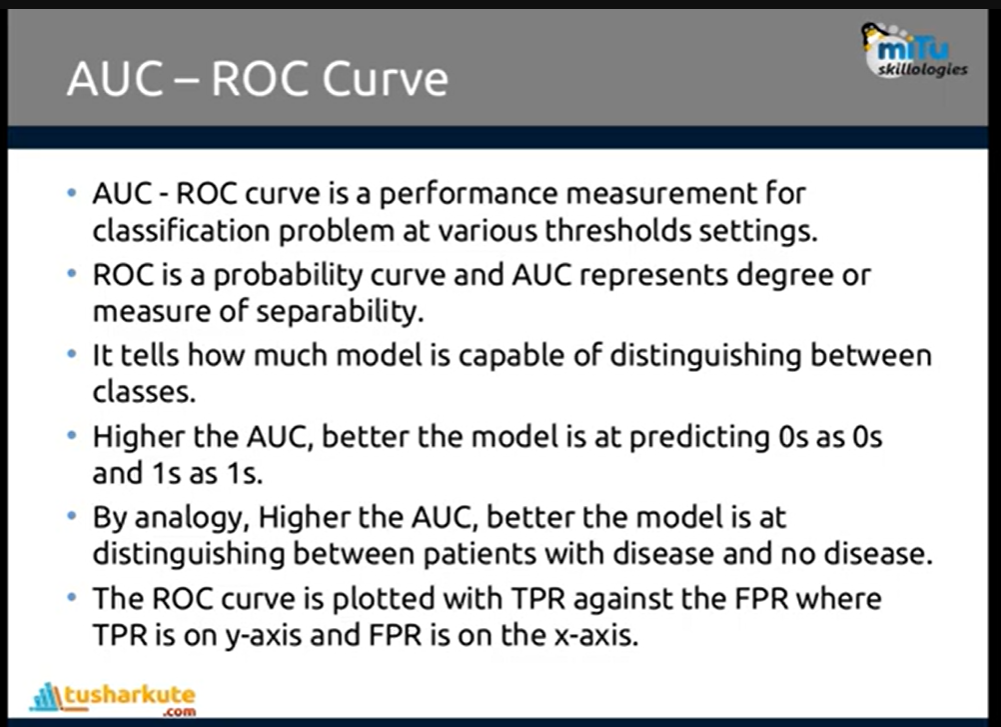 AUC – ROC Curve
miTu
skillologies
• AUC - ROC curve is a performance measurement for
classification problem at various thresholds settings.
• ROC is a probability curve and AUC represents degree or
measure of separability.
• It tells how much model is capable of distinguishing between
classes.
• Higher the AUC, better the model is at predicting 0s as 0s
and 1s as 1s.
• By analogy, Higher the AUC, better the model is at
distinguishing between patients with disease and no disease.
• The ROC curve is plotted with TPR against the FPR where
TPR is on y-axis and FPR is on the x-axis.
tusharkute
.com